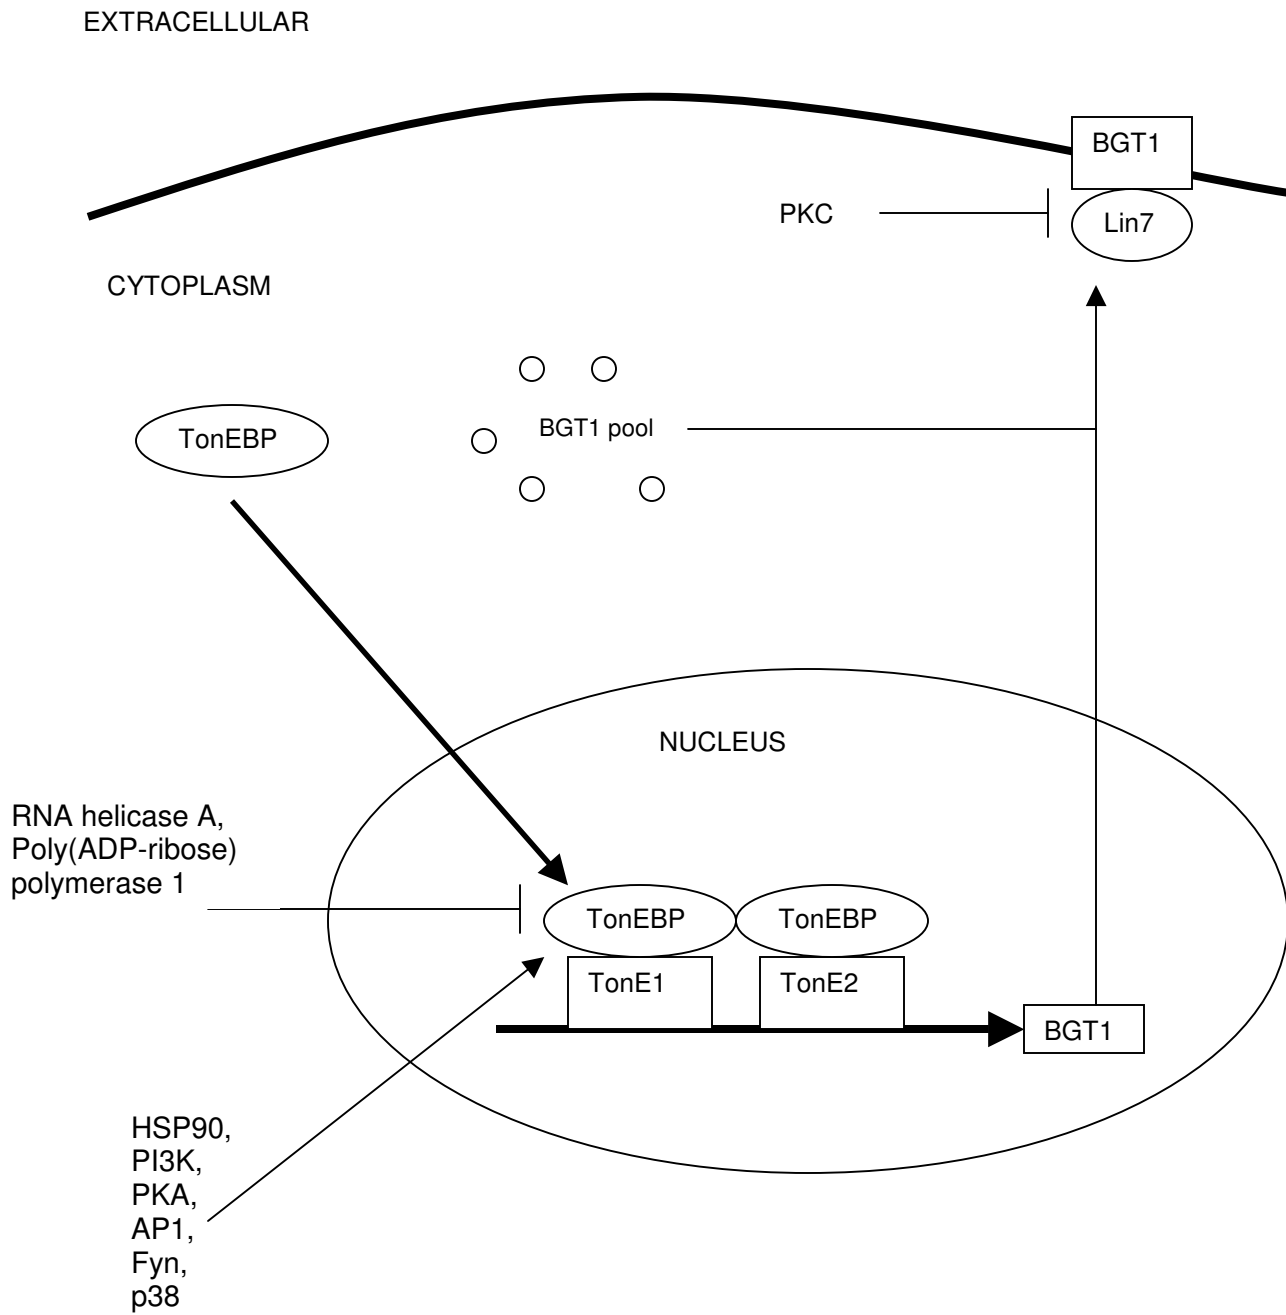 EXTRACELLULAR
BGT1
PKC
Lin7
CYTOPLASM
TonEBP
BGT1 pool
NUCLEUS
RNA helicase A,
Poly(ADP-ribose)
polymerase 1
TonEBP
TonEBP
TonE1
TonE2
BGT1
HSP90,
PI3K,
PKA,
AP1,
Fyn,
p38